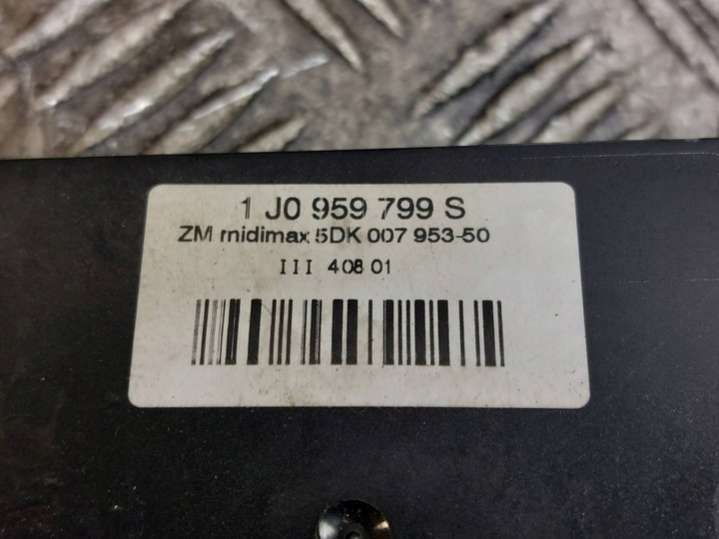 1 J0 959 799 S
ZM midimax 5DK 007 953-50
III 408 01